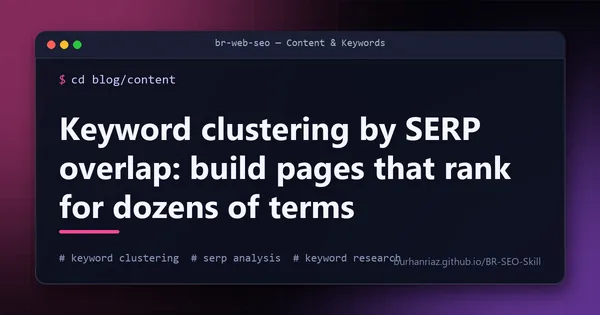 br-web-seo — Content & Keywords
$ cd blog/content
Keyword clustering by SERP
overlap: build pages that rank
for dozens of terms
# keyword clustering # serp analysis # keyword research
burhanriaz.github.io/BR-SEO-Skill